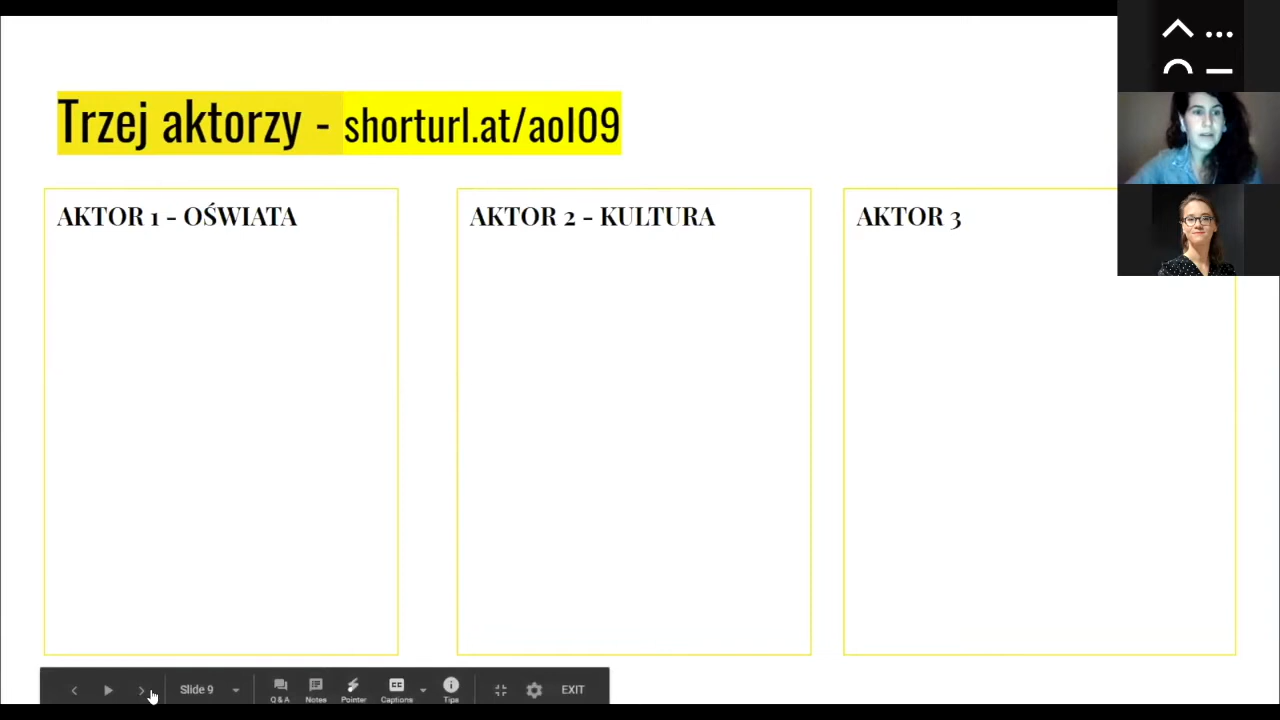 Trzej aktorzy - shorturl.at/aol09
AKTOR 1 - OŚWIATA
AKTOR 2 - KULTURA
AKTOR 3
Slide 9
Q & A
Notes
Pointer
Captions
Tips
EXIT